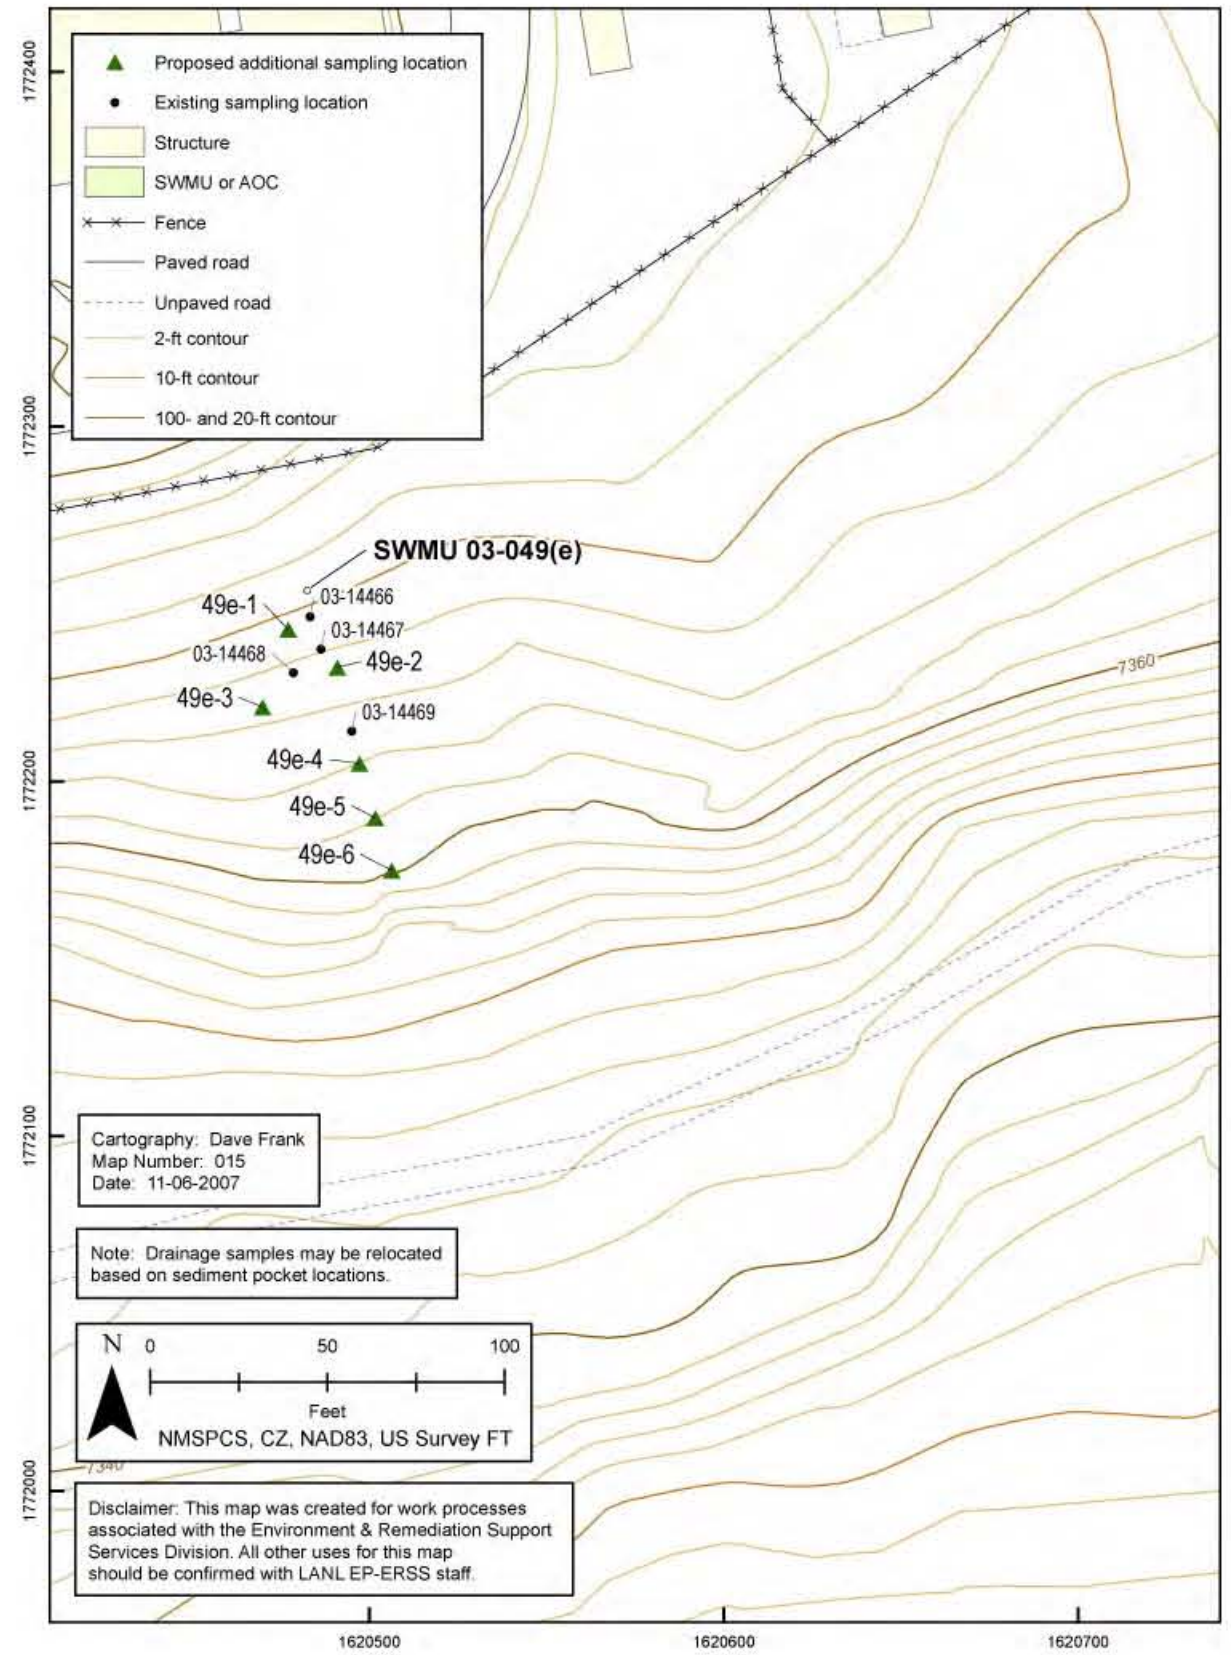 1772400
1772300
1772200
1772100
1772000
Proposed additional sampling location
Existing sampling location
Structure
SWMU or AOC
Fence
Paved road
Unpaved road
2-ft contour
10-ft contour
100- and 20-ft contour
SWMU 03-049(e)
03-14466
49e-1
03-14467
03-14468
49e-2
49e-3
03-14469
49e-4
49e-5
49e-6
7360
Cartography: Dave Frank
Map Number: 015
Date: 11-06-2007
Note: Drainage samples may be relocated
based on sediment pocket locations.
N 0 50 100
Feet
NMSPCS, CZ, NAD83, US Survey FT
7340
Disclaimer: This map was created for work processes
associated with the Environment & Remediation Support
Services Division. All other uses for this map
should be confirmed with LANL EP-ERSS staff.
1620500 1620600 1620700